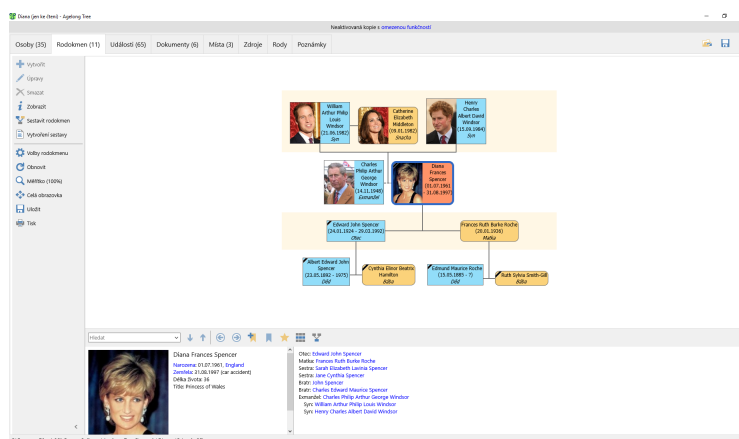 Diana (jen ke čtení) - Agelong Tree
Neaktivovaná kopie s omezenou funkčností
Osoby (35) Rodokmen (11) Události (65) Dokumenty (6) Místa (3) Zdroje Rody Poznámky
Vytvořit
Úpravy
Smazat
Zobrazit
Sestavit rodokmen
Vytvoření sestavy
Volby rodokmenu
Obnovit
Měřítko (100%)
Celá obrazovka
Uložit
Tisk
William
Arthur Philip
Louis
Windsor
(21.06.1982)
Syn
Catherine
Elizabeth
Middleton
(09.01.1982)
Snacha
Henry
Charles
Albert David
Windsor
(15.09.1984)
Syn
Charles
Philip Arthur
George
Windsor
(14.11.1948)
Exmanžel
Diana
Frances
Spencer
(01.07.1961
- 31.08.1997)
Edward John Spencer
(24.01.1924 - 29.03.1992)
Otec
Frances Ruth Burke Roche
(20.01.1936)
Matka
Albert Edward John
Spencer
(23.05.1892 - 1975)
Děd
Cynthia Elinor Beatrix
Hamilton
Bába
Edmund Maurice Roche
(15.05.1885 - ?)
Děd
Ruth Sylvia Smith-Gill
Bába
Hledat
Diana Frances Spencer
Narozena: 01.07.1961, England
Zemřela: 31.08.1997 (car accident)
Délka života: 36
Title: Princess of Wales
Otec: Edward John Spencer
Matka: Frances Ruth Burke Roche
Sestra: Sarah Elizabeth Lavinia Spencer
Sestra: Jane Cynthia Spencer
Bratr: John Spencer
Bratr: Charles Edward Maurice Spencer
Exmanžel: Charles Philip Arthur George Windsor
Syn: William Arthur Philip Louis Windsor
Syn: Henry Charles Albert David Windsor